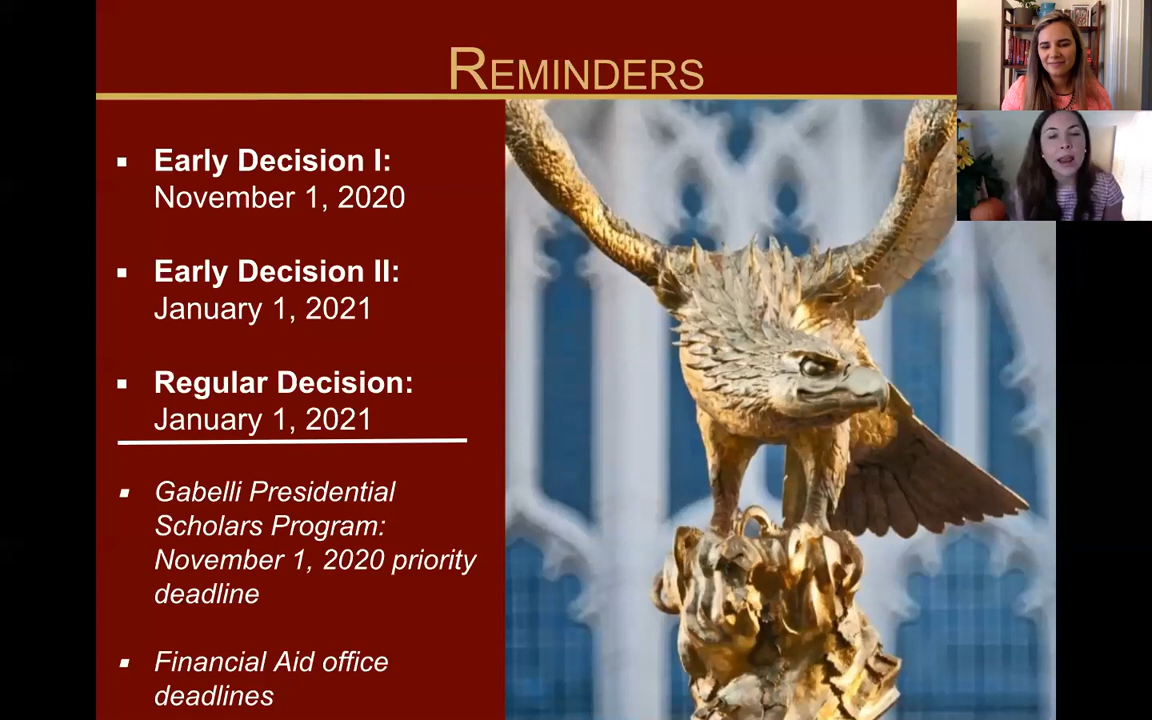 REMINDERS
▪ Early Decision I:
November 1, 2020
▪ Early Decision II:
January 1, 2021
▪ Regular Decision:
January 1, 2021
▪ Gabelli Presidential
Scholars Program:
November 1, 2020 priority
deadline
▪ Financial Aid office
deadlines